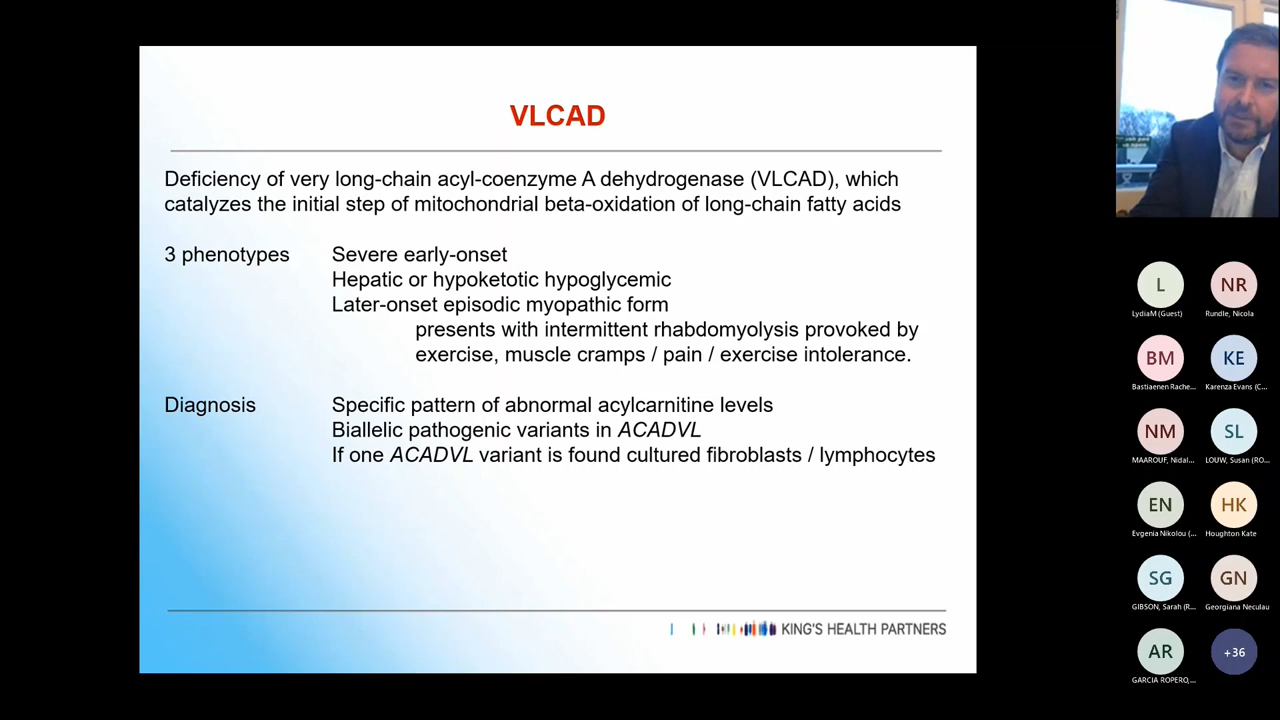 VLCAD
Deficiency of very long-chain acyl-coenzyme A dehydrogenase (VLCAD), which
catalyzes the initial step of mitochondrial beta-oxidation of long-chain fatty acids
3 phenotypes Severe early-onset
Hepatic or hypoketotic hypoglycemic
Later-onset episodic myopathic form
presents with intermittent rhabdomyolysis provoked by
exercise, muscle cramps / pain / exercise intolerance.
Diagnosis Specific pattern of abnormal acylcarnitine levels
Biallelic pathogenic variants in ACADVL
If one ACADVL variant is found cultured fibroblasts / lymphocytes
KING'S HEALTH PARTNERS
L NR
LydiaM (Guest) Rundle, Nicola
BM KE
Bastiaenen Rache... Karenza Evans (C...
NM SL
MAAROUF, Nidal... LOUW, Susan (RO...
EN HK
Evgenia Nikolou (... Houghton Kate
SG GN
GIBSON, Sarah (R... Georgiana Neculau
AR +36
GARCIA ROPERO,...